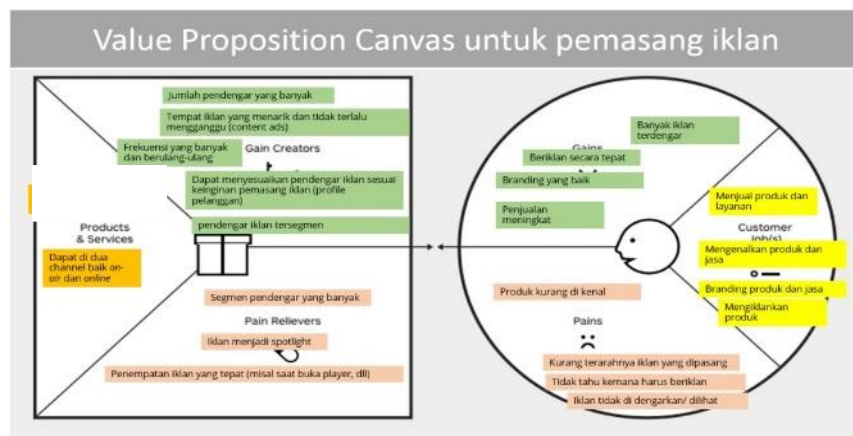 Value Proposition Canvas untuk pemasang iklan
Jumlah pendengar yang banyak
Tempat iklan yang menarik dan tidak terlalu
mengganggu (content ads)
Frekuensi yang banyak
dan berulang-ulang
Gain Creators
Dapat menyesuaikan pendengar iklan sesuai
keinginan pemasang iklan (profile
pelanggan)
pendengar iklan tersegmen
Products
& Services
Dapat di dua
channel baik on-
air dan online
Segmen pendengar yang banyak
Pain Relievers
Iklan menjadi spotlight
Penempatan iklan yang tepat (misal saat buka player, dll)
Banyak iklan
terdengar
Gains
Beriklan secara tepat
Branding yang baik
Penjualan
meningkat
Menjual produk dan
layanan
Customer
Job(s)
Mengenalkan produk dan
jasa
Branding produk dan jasa
Mengiklankan
produk
Produk kurang di kenal
Pains
Kurang terarahnya iklan yang dipasang
Tidak tahu kemana harus beriklan
Iklan tidak di dengarkan/ dilihat